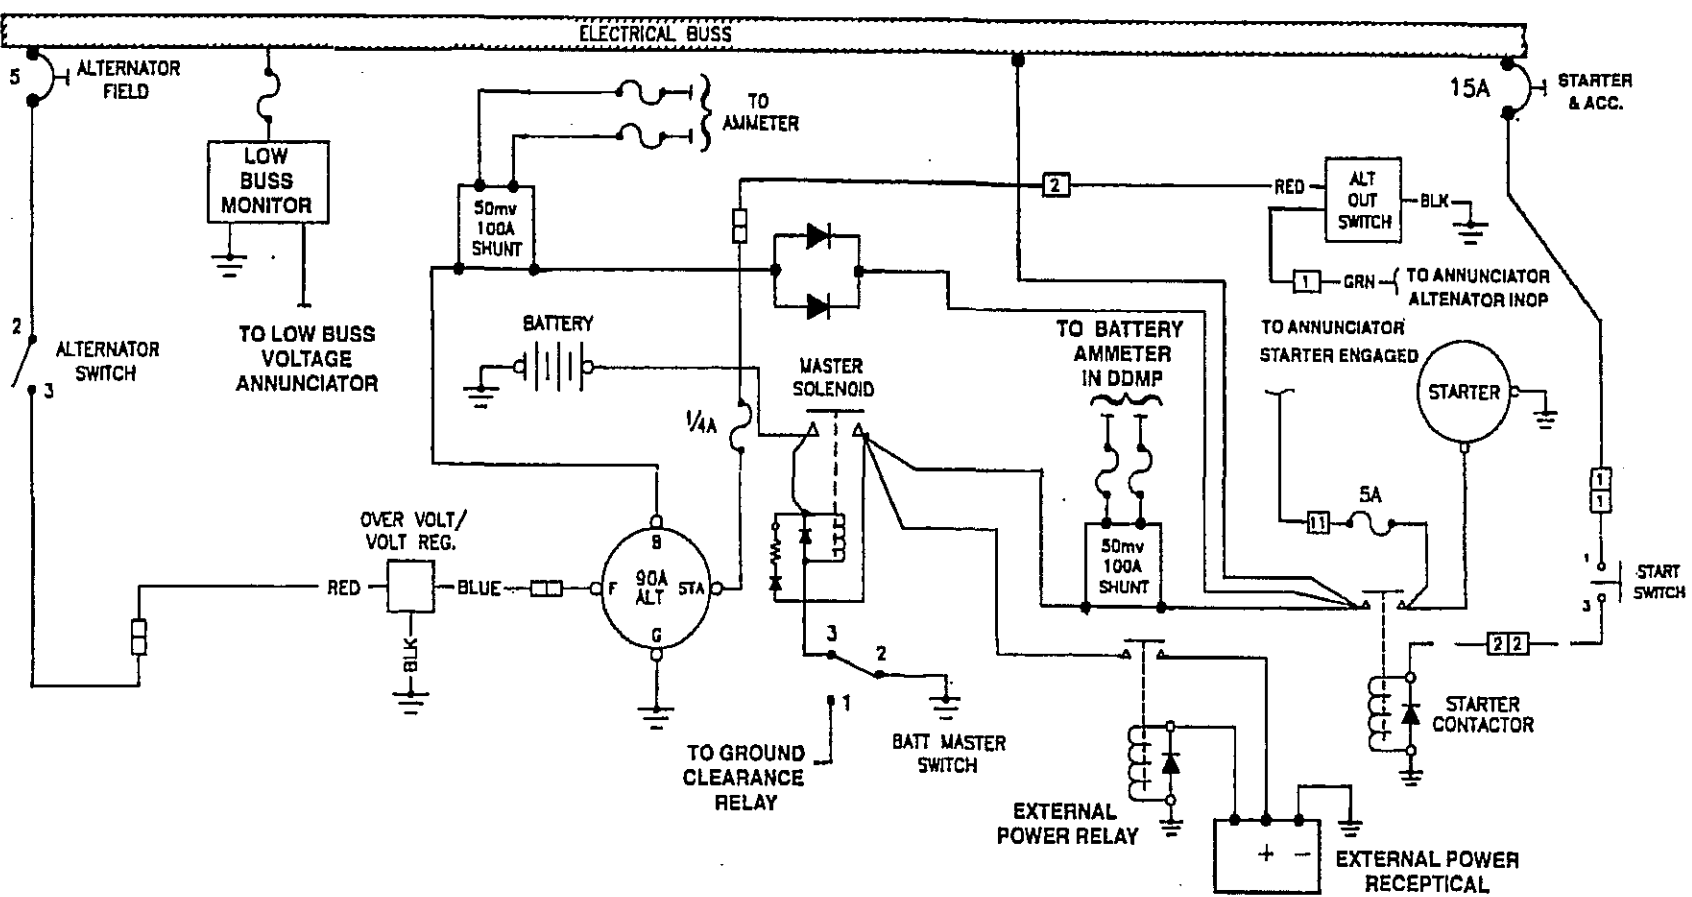 ELECTRICAL BUSS
5
ALTERNATOR
FIELD
LOW
BUSS
MONITOR
TO LOW BUSS
VOLTAGE
ANNUNCIATOR
2
3
ALTERNATOR
SWITCH
TO
AMMETER
50mv
100A
SHUNT
BATTERY
1/4A
MASTER
SOLENOID
2
RED
ALT
OUT
SWITCH
BLK
1
GRN
TO ANNUNCIATOR
ALTENATOR INOP
15A
STARTER
& ACC.
TO BATTERY
AMMETER
IN DDMP
TO ANNUNCIATOR
STARTER ENGAGED
STARTER
5A
11
1
1
1
3
START
SWITCH
2 2
50mv
100A
SHUNT
OVER VOLT/
VOLT REG.
RED
BLUE
BLK
B
F
90A
ALT
STA
G
3
2
1
TO GROUND
CLEARANCE
RELAY
BATT MASTER
SWITCH
EXTERNAL
POWER RELAY
STARTER
CONTACTOR
+ −
EXTERNAL POWER
RECEPTICAL